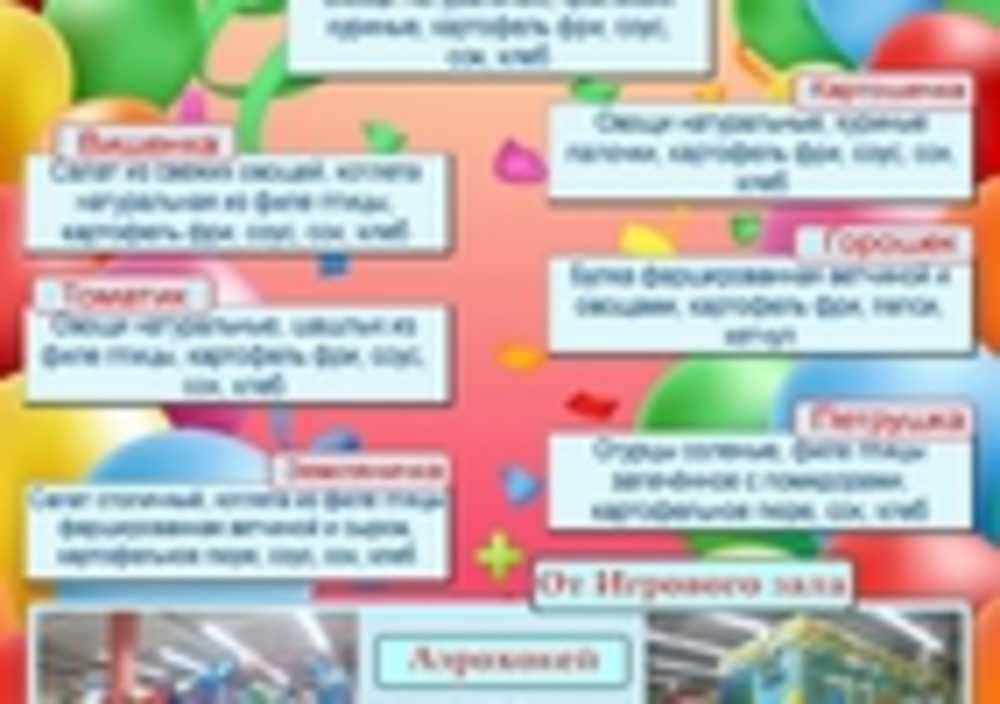 куриные, картофель фри, соус,
сок, хлеб
Картошечка
Овощи натуральные, куриные
палочки, картофель фри, соус, сок,
хлеб
Вишенка
Салат из свежих овощей, котлета
натуральная из филе птицы,
картофель фри, соус, сок, хлеб
Горошек
Булка фаршированная ветчиной и
овощами, картофель фри, пепси,
кетчуп
Томатик
Овощи натуральные, шашлык из
филе птицы, картофель фри, соус,
сок, хлеб
Петрушка
Огурцы соленые, филе птицы
запечённое с помидорами,
картофельное пюре, сок, хлеб
Земляничка
Салат столичный, котлета из филе птицы
фаршированная ветчиной и сыром,
картофельное пюре, соус, сок, хлеб
От Игрового зала
Аэрохоккей